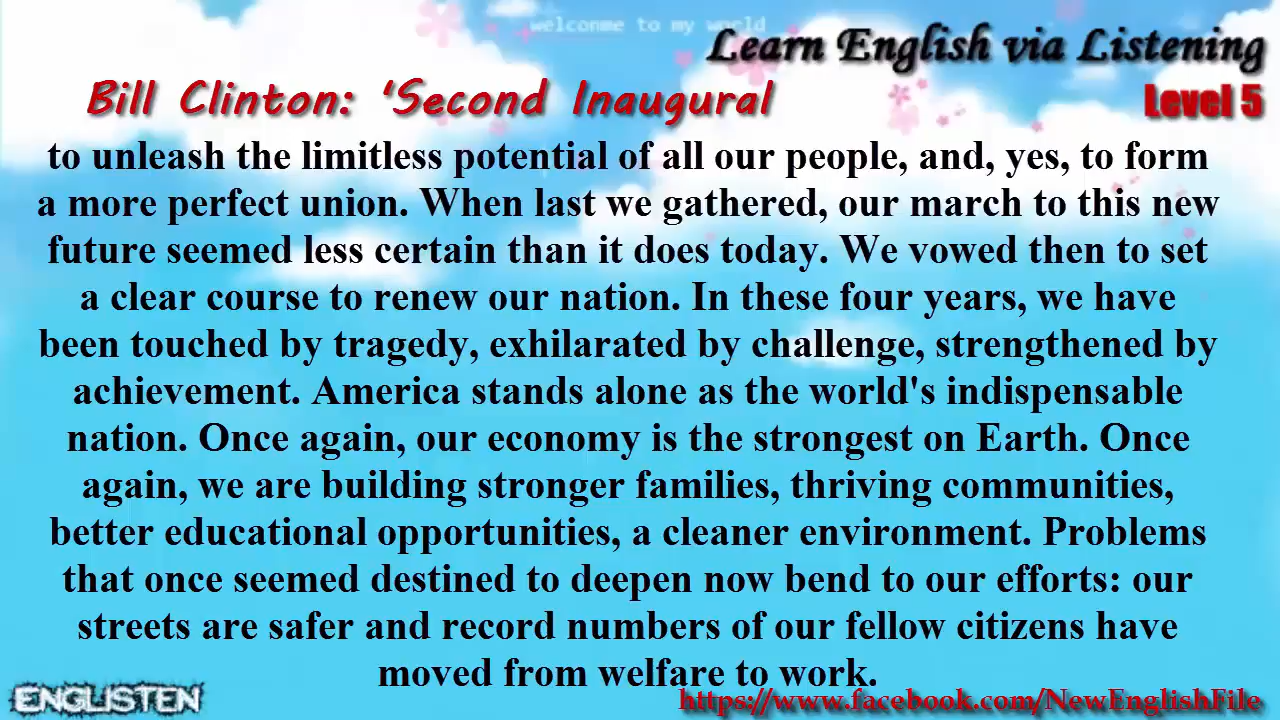 welconme to my world
Learn English via Listening
Bill Clinton: 'Second Inaugural
Level 5
to unleash the limitless potential of all our people, and, yes, to form
a more perfect union. When last we gathered, our march to this new
future seemed less certain than it does today. We vowed then to set
a clear course to renew our nation. In these four years, we have
been touched by tragedy, exhilarated by challenge, strengthened by
achievement. America stands alone as the world's indispensable
nation. Once again, our economy is the strongest on Earth. Once
again, we are building stronger families, thriving communities,
better educational opportunities, a cleaner environment. Problems
that once seemed destined to deepen now bend to our efforts: our
streets are safer and record numbers of our fellow citizens have
moved from welfare to work.
ENGLISTEN
https://www.facebook.com/NewEnglishFile